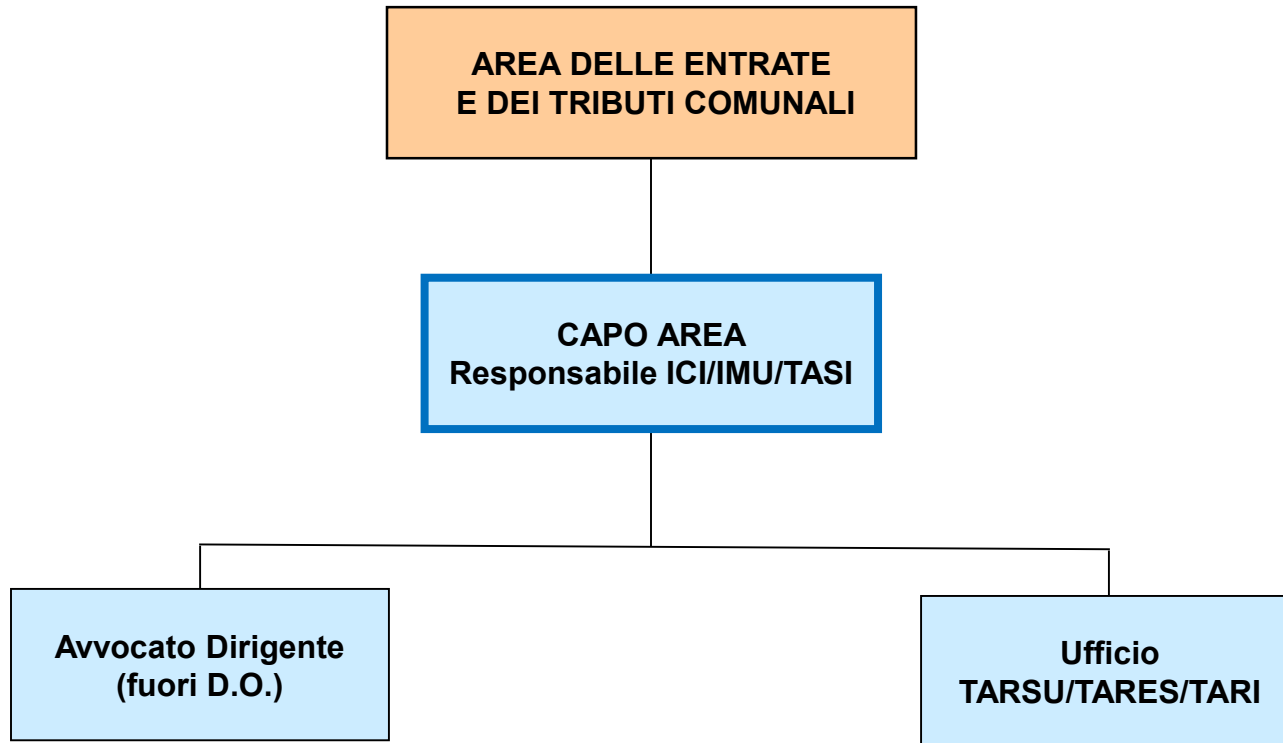 AREA DELLE ENTRATE
E DEI TRIBUTI COMUNALI
CAPO AREA
Responsabile ICI/IMU/TASI
Avvocato Dirigente
(fuori D.O.)
Ufficio
TARSU/TARES/TARI